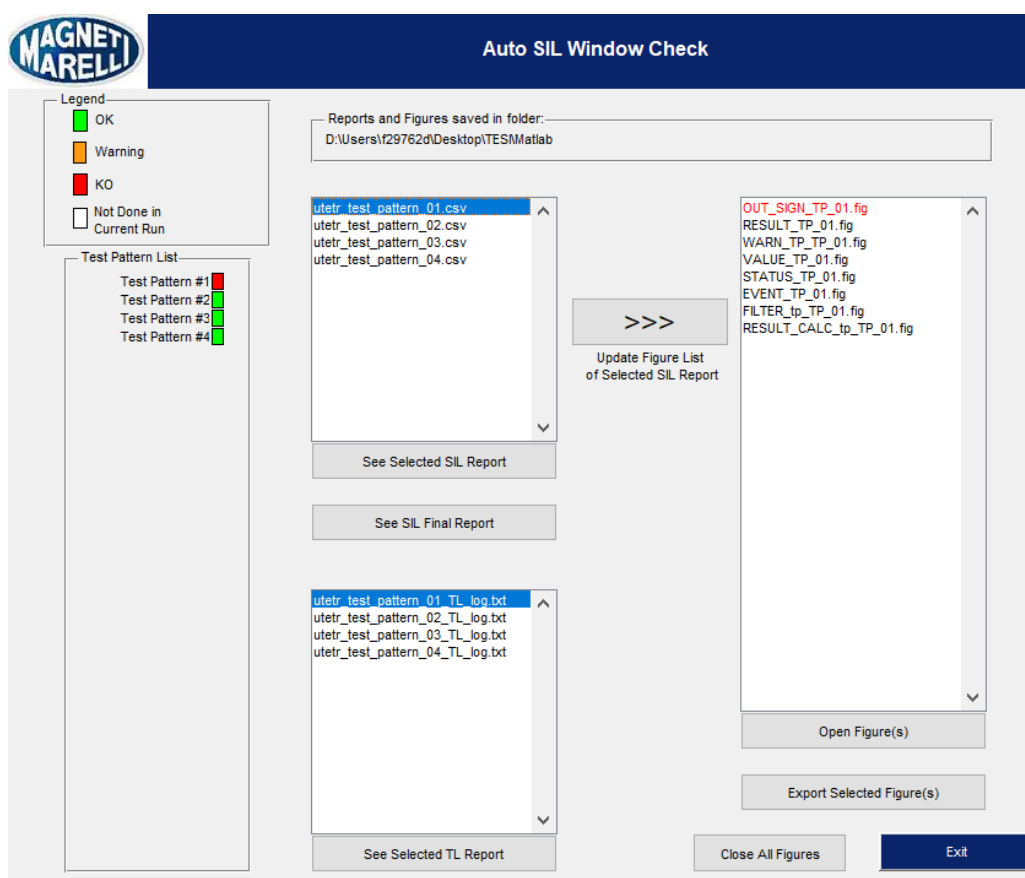 MAGNETI
MARELLI
Auto SIL Window Check
Legend
OK
Warning
KO
Not Done in
Current Run
Test Pattern List
Test Pattern #1
Test Pattern #2
Test Pattern #3
Test Pattern #4
Reports and Figures saved in folder:
D:\Users\f29762d\Desktop\TESI\Matlab
utetr_test_pattern_01.csv
utetr_test_pattern_02.csv
utetr_test_pattern_03.csv
utetr_test_pattern_04.csv
See Selected SIL Report
See SIL Final Report
>>>
Update Figure List
of Selected SIL Report
OUT_SIGN_TP_01.fig
RESULT_TP_01.fig
WARN_TP_TP_01.fig
VALUE_TP_01.fig
STATUS_TP_01.fig
EVENT_TP_01.fig
FILTER_tp_TP_01.fig
RESULT_CALC_tp_TP_01.fig
Open Figure(s)
Export Selected Figure(s)
utetr_test_pattern_01_TL_log.txt
utetr_test_pattern_02_TL_log.txt
utetr_test_pattern_03_TL_log.txt
utetr_test_pattern_04_TL_log.txt
See Selected TL Report
Close All Figures
Exit